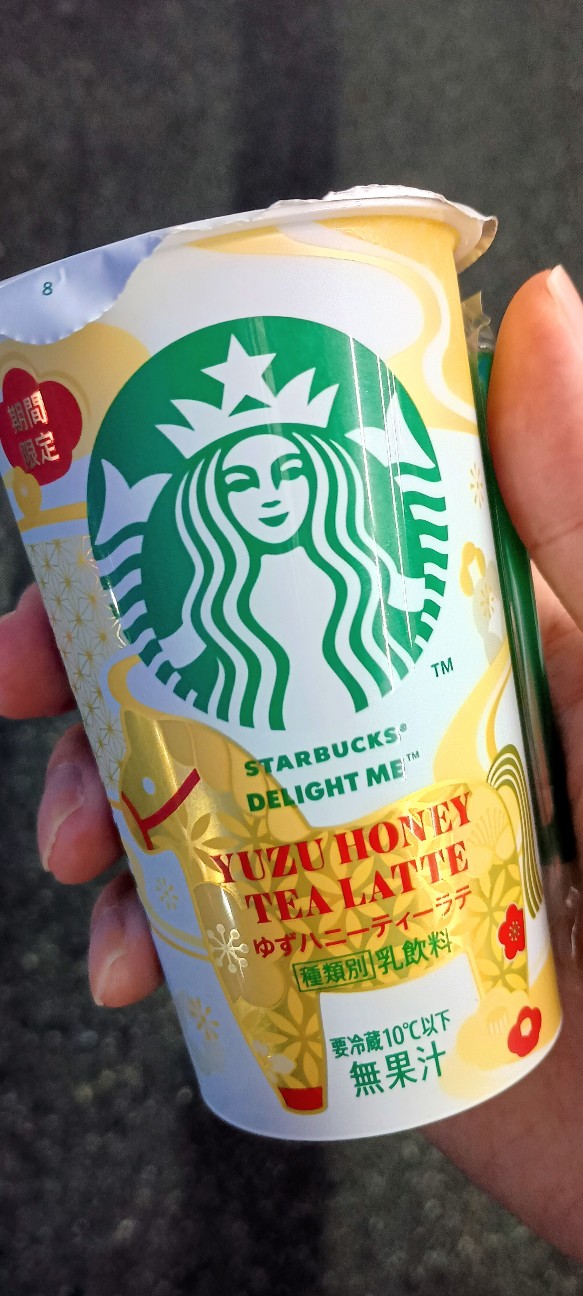 8
期間
限定
TM
STARBUCKS®
DELIGHT ME™
YUZU HONEY
TEA LATTE
ゆずハニーティーラテ
種類別 乳飲料
要冷蔵10℃以下
無果汁